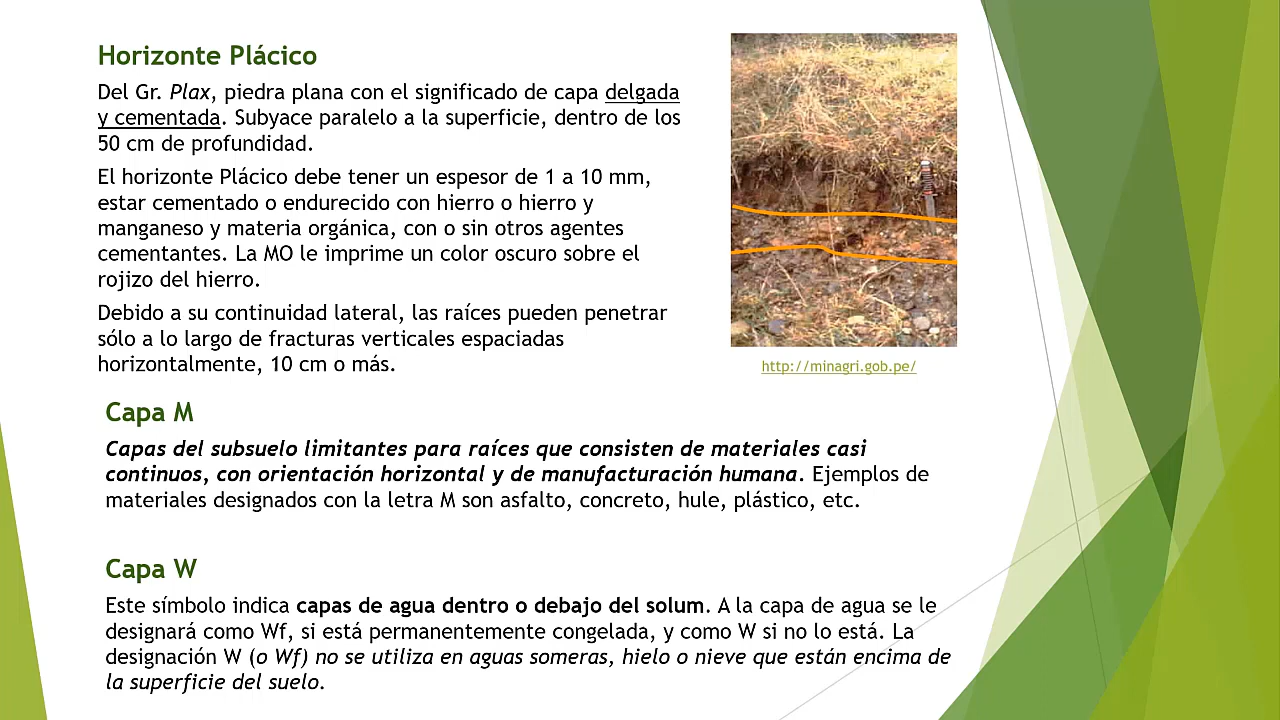 Horizonte Plácico
Del Gr. Plax, piedra plana con el significado de capa delgada
y cementada. Subyace paralelo a la superficie, dentro de los
50 cm de profundidad.
El horizonte Plácico debe tener un espesor de 1 a 10 mm,
estar cementado o endurecido con hierro o hierro y
manganeso y materia orgánica, con o sin otros agentes
cementantes. La MO le imprime un color oscuro sobre el
rojizo del hierro.
Debido a su continuidad lateral, las raíces pueden penetrar
sólo a lo largo de fracturas verticales espaciadas
horizontalmente, 10 cm o más.
http://minagri.gob.pe/
Capa M
Capas del subsuelo limitantes para raíces que consisten de materiales casi
continuos, con orientación horizontal y de manufacturación humana. Ejemplos de
materiales designados con la letra M son asfalto, concreto, hule, plástico, etc.
Capa W
Este símbolo indica capas de agua dentro o debajo del solum. A la capa de agua se le
designará como Wf, si está permanentemente congelada, y como W si no lo está. La
designación W (o Wf) no se utiliza en aguas someras, hielo o nieve que están encima de
la superficie del suelo.